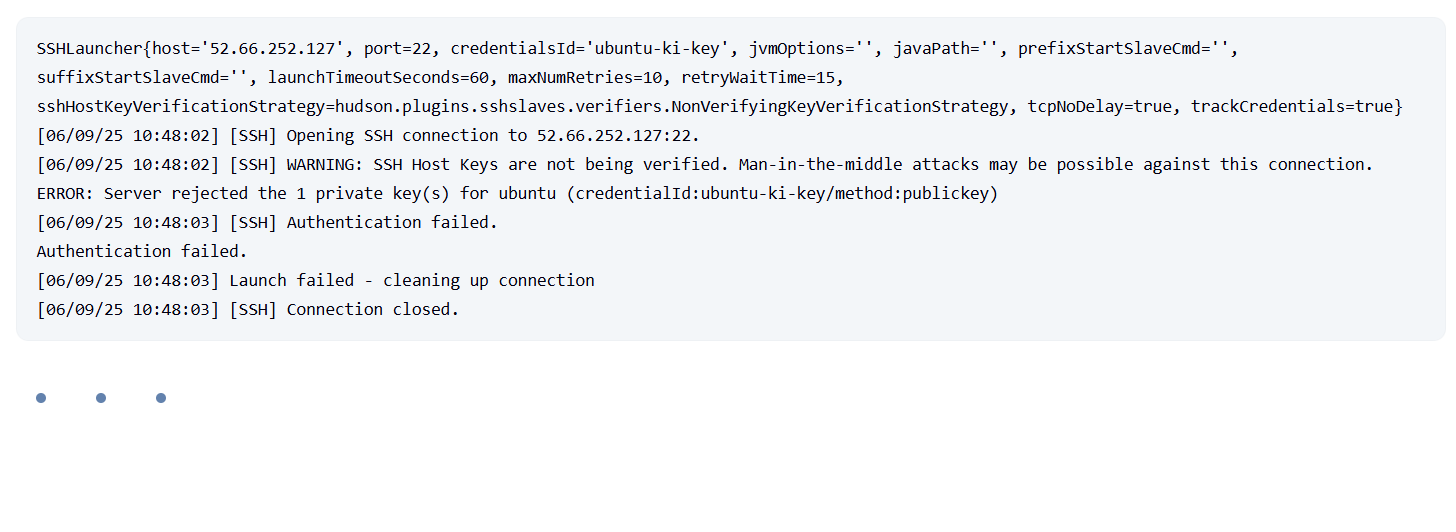 SSHLauncher{host='52.66.252.127', port=22, credentialsId='ubuntu-ki-key', jvmOptions='', javaPath='', prefixStartSlaveCmd='',
suffixStartSlaveCmd='', launchTimeoutSeconds=60, maxNumRetries=10, retryWaitTime=15,
sshHostKeyVerificationStrategy=hudson.plugins.sshslaves.verifiers.NonVerifyingKeyVerificationStrategy, tcpNoDelay=true, trackCredentials=true}
[06/09/25 10:48:02] [SSH] Opening SSH connection to 52.66.252.127:22.
[06/09/25 10:48:02] [SSH] WARNING: SSH Host Keys are not being verified. Man-in-the-middle attacks may be possible against this connection.
ERROR: Server rejected the 1 private key(s) for ubuntu (credentialId:ubuntu-ki-key/method:publickey)
[06/09/25 10:48:03] [SSH] Authentication failed.
Authentication failed.
[06/09/25 10:48:03] Launch failed - cleaning up connection
[06/09/25 10:48:03] [SSH] Connection closed.